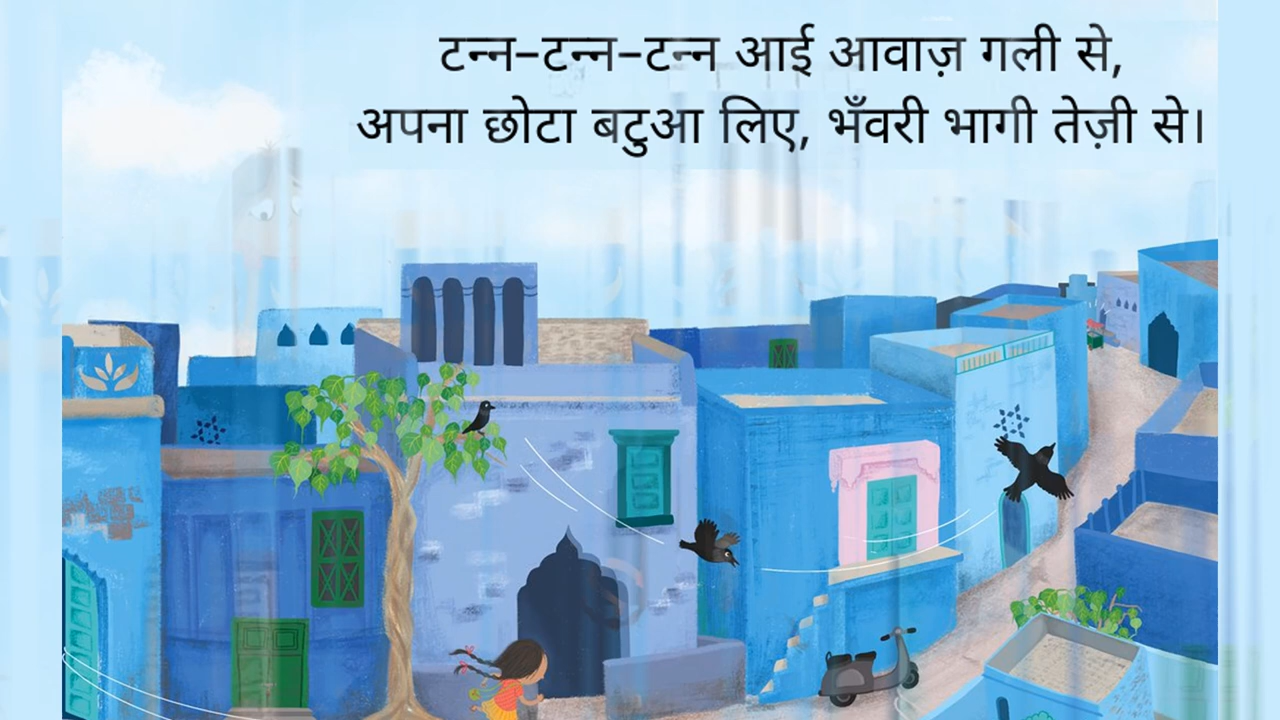 टन्न–टन्न–टन्न आई आवाज़ गली से,
अपना छोटा बटुआ लिए, भँवरी भागी तेज़ी से।